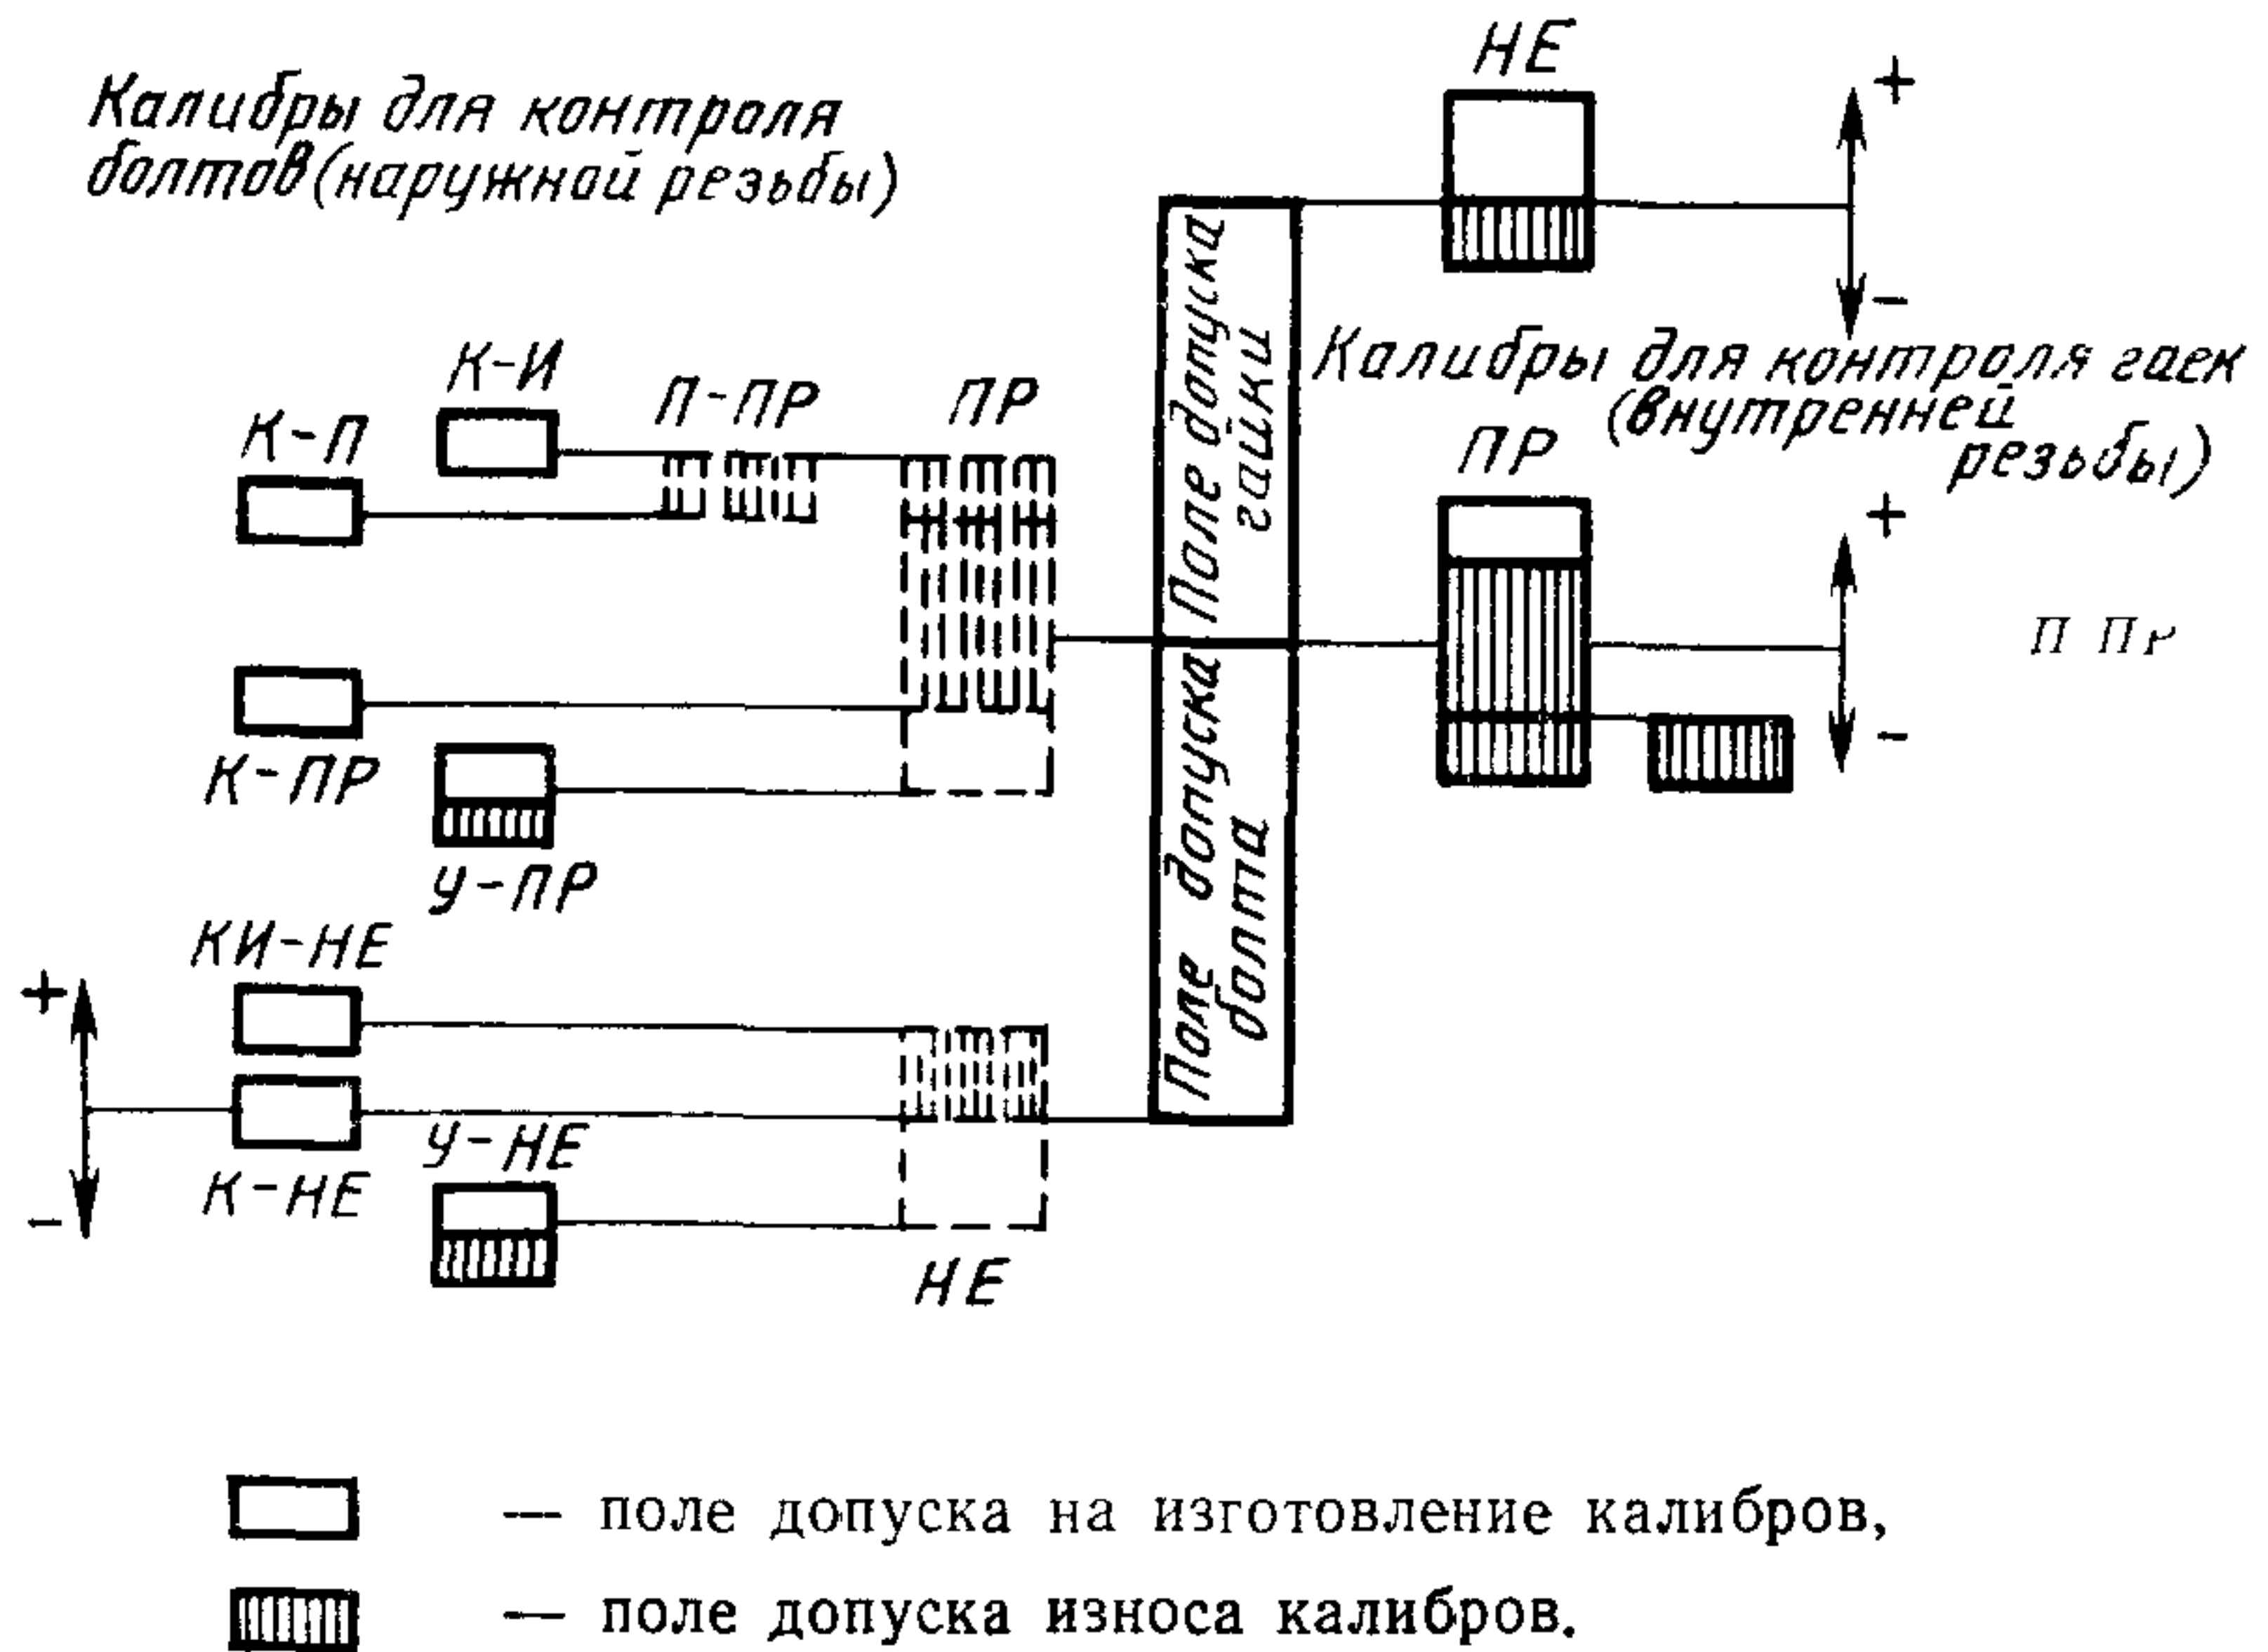 Калибры для контроля
болтов (наружной резьбы)
НЕ
+
-
Калибры для контроля гаек
(внутренней
резьбы)
К-И
П-ПР
ПР
К-П
ПР
+
-
Поле допуска
гайки
Поле допуска
болта
К-ПР
У-ПР
КИ-НЕ
+
-
У-НЕ
К-НЕ
НЕ
— поле допуска на изготовление калибров,
— поле допуска износа калибров.